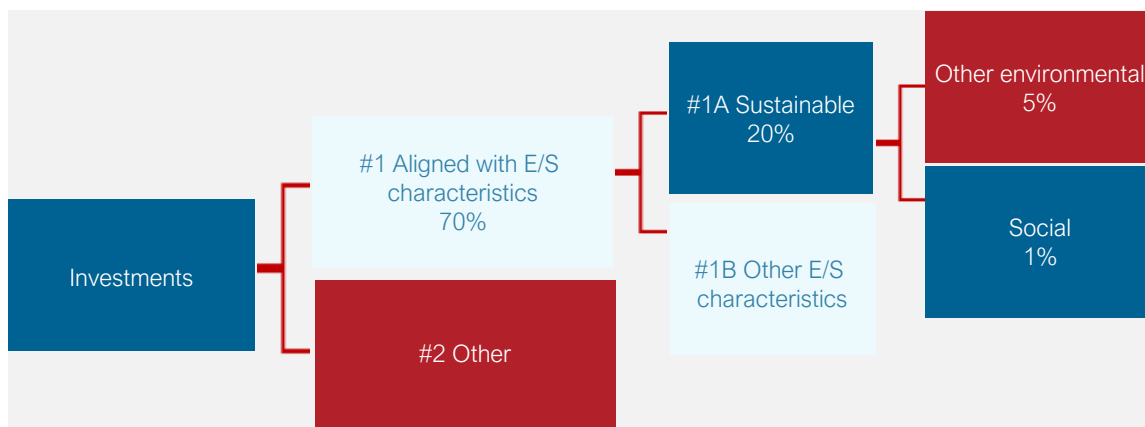 Investments
#1 Aligned with E/S
characteristics
70%
#2 Other
#1A Sustainable
20%
#1B Other E/S
characteristics
Other environmental
5%
Social
1%